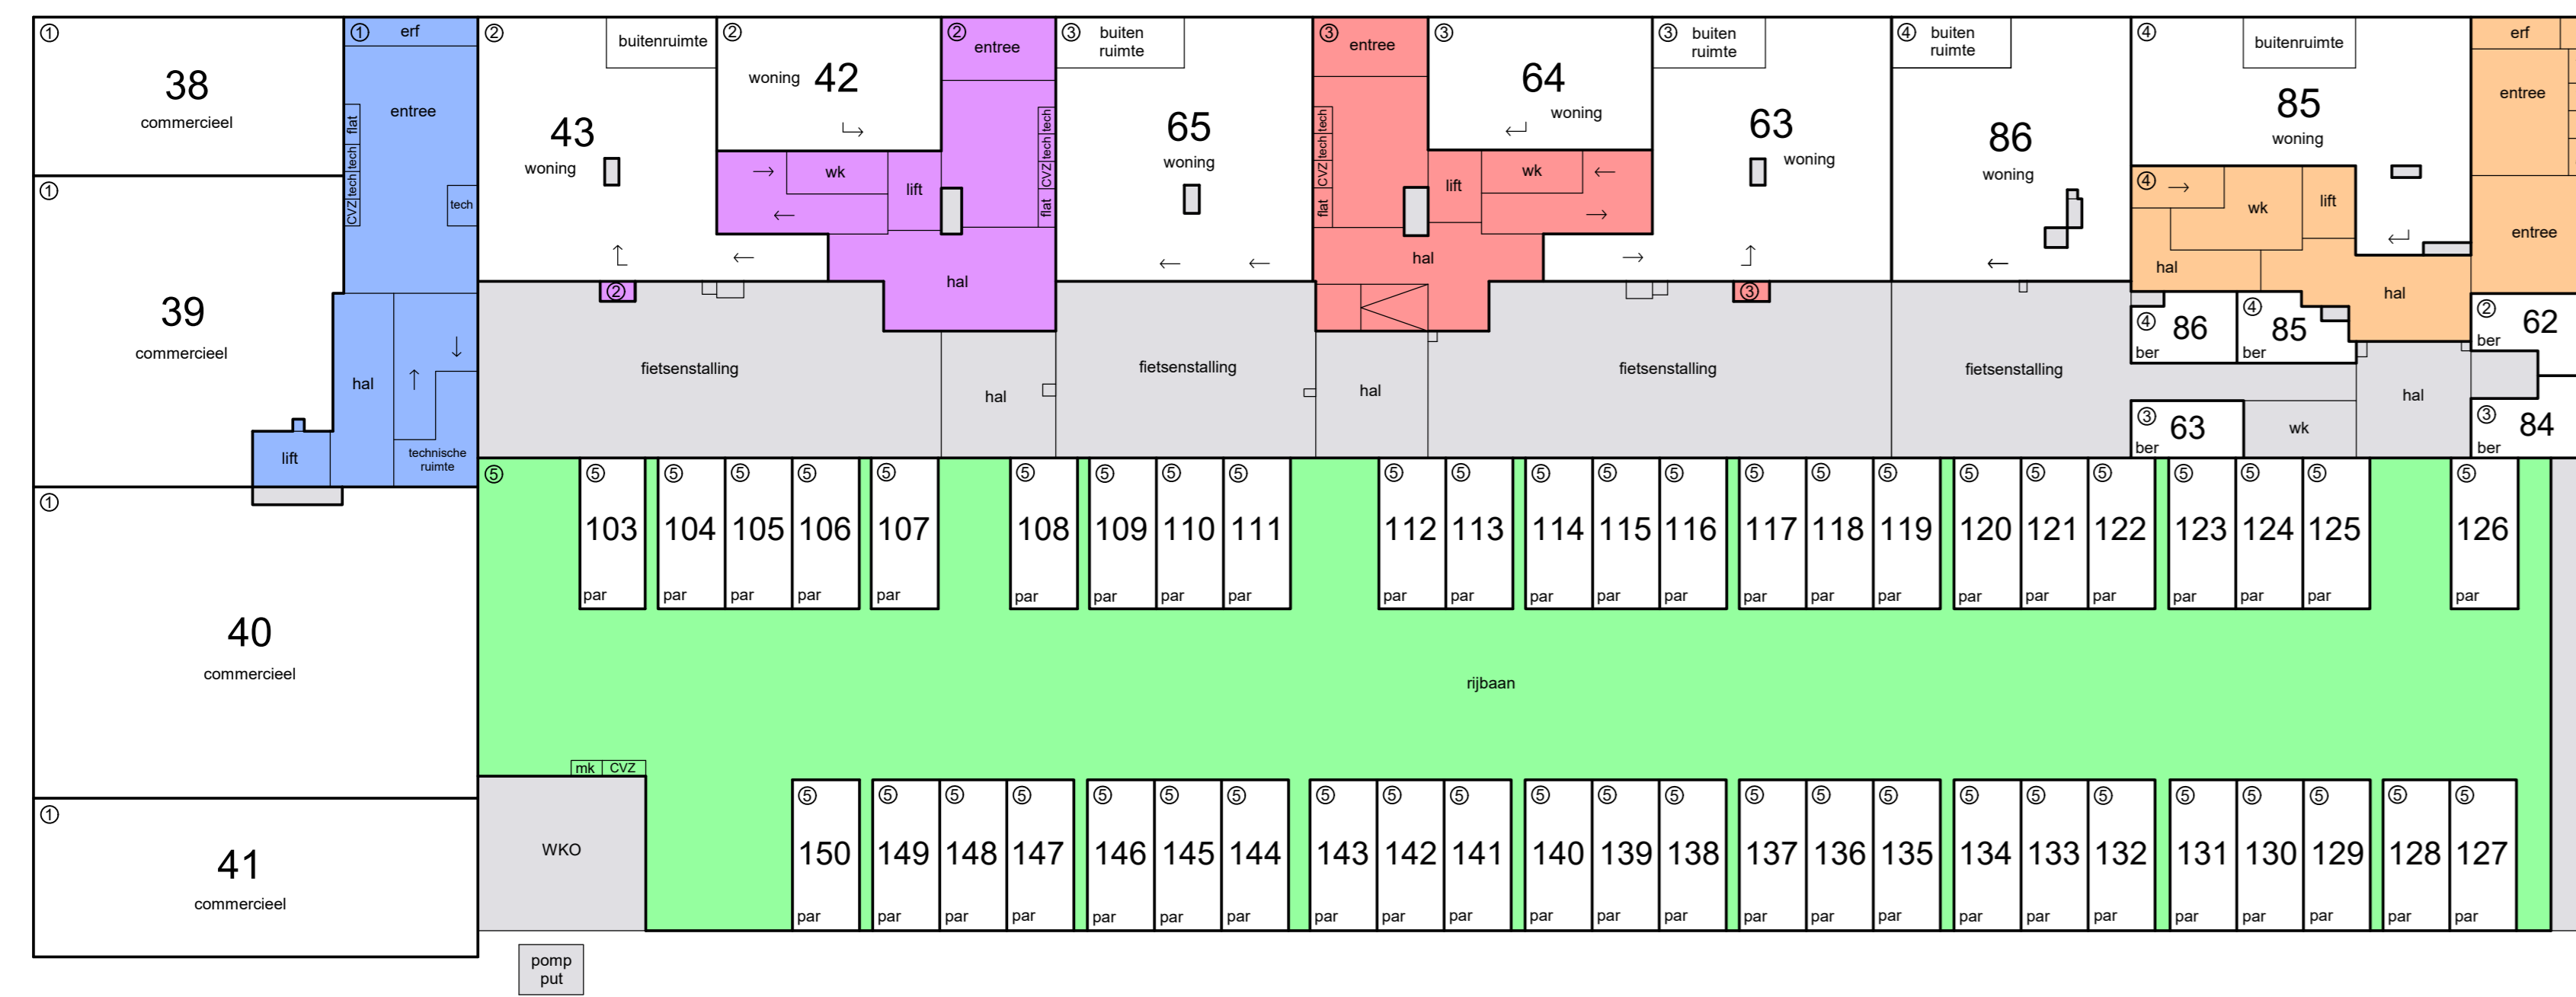 ① ① erf ② buitenruimte ② ② entree ③ buiten ruimte ③ entree ③ ③ buiten ruimte ④ buiten ruimte ④ buitenruimte erf
38
commercieel
entree
flat
tech
tech
CVZ
tech
43
woning
woning 42
wk
lift
tech
tech
CVZ
flat
65
woning
tech
tech
CVZ
flat
64
woning
lift
wk
63
woning
86
woning
85
woning
④
wk
lift
hal
entree
entree
①
39
commercieel
hal
lift
technische
ruimte
②
hal
hal
③
hal
fietsenstalling
hal
fietsenstalling
hal
fietsenstalling
fietsenstalling
④ 86
ber
④ 85
ber
② 62
ber
③ 63
ber
wk
hal
③ 84
ber
①
40
commercieel
⑤
⑤ ⑤ ⑤ ⑤ ⑤ ⑤ ⑤ ⑤ ⑤ ⑤ ⑤ ⑤ ⑤ ⑤ ⑤ ⑤ ⑤ ⑤ ⑤ ⑤ ⑤ ⑤ ⑤ ⑤
103 104 105 106 107 108 109 110 111 112 113 114 115 116 117 118 119 120 121 122 123 124 125 126
par par par par par par par par par par par par par par par par par par par par par par par par
rijbaan
mk CVZ
①
41
commercieel
WKO
⑤ ⑤ ⑤ ⑤ ⑤ ⑤ ⑤ ⑤ ⑤ ⑤ ⑤ ⑤ ⑤ ⑤ ⑤ ⑤ ⑤ ⑤ ⑤ ⑤ ⑤ ⑤ ⑤ ⑤
150 149 148 147 146 145 144 143 142 141 140 139 138 137 136 135 134 133 132 131 130 129 128 127
par par par par par par par par par par par par par par par par par par par par par par par par
pomp
put